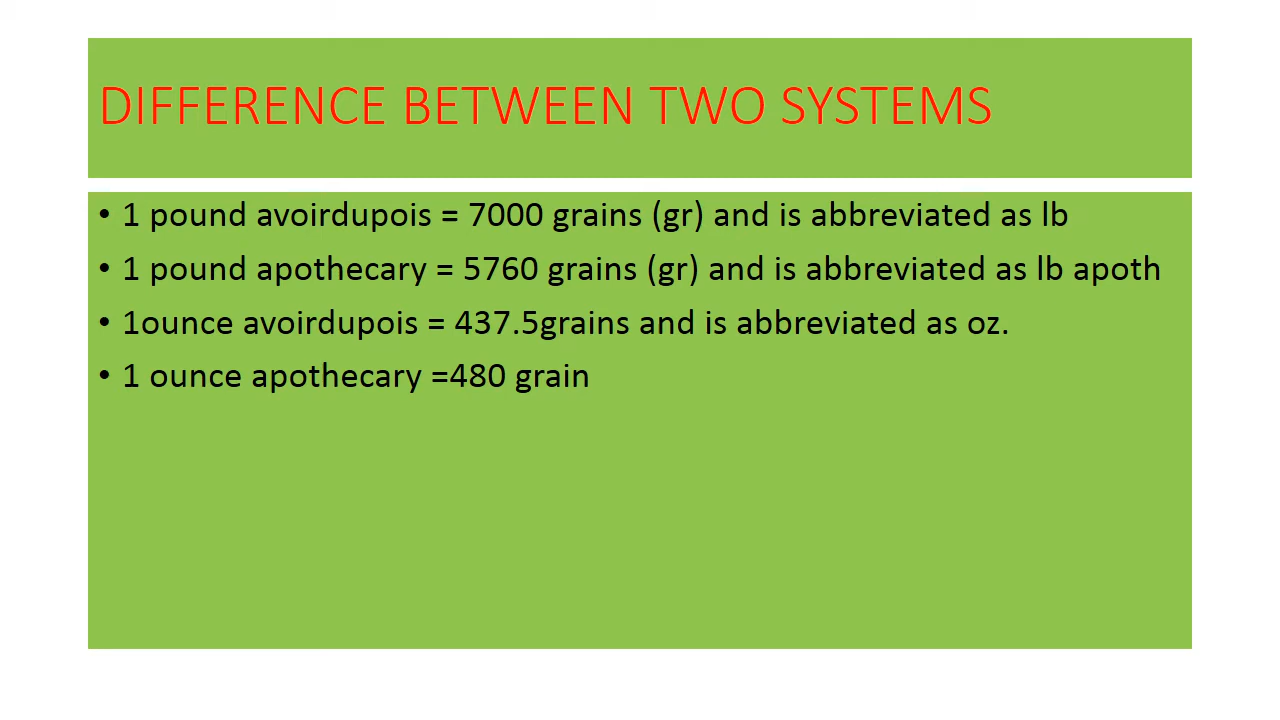 DIFFERENCE BETWEEN TWO SYSTEMS
• 1 pound avoirdupois = 7000 grains (gr) and is abbreviated as lb
• 1 pound apothecary = 5760 grains (gr) and is abbreviated as lb apoth
• 1ounce avoirdupois = 437.5grains and is abbreviated as oz.
• 1 ounce apothecary =480 grain